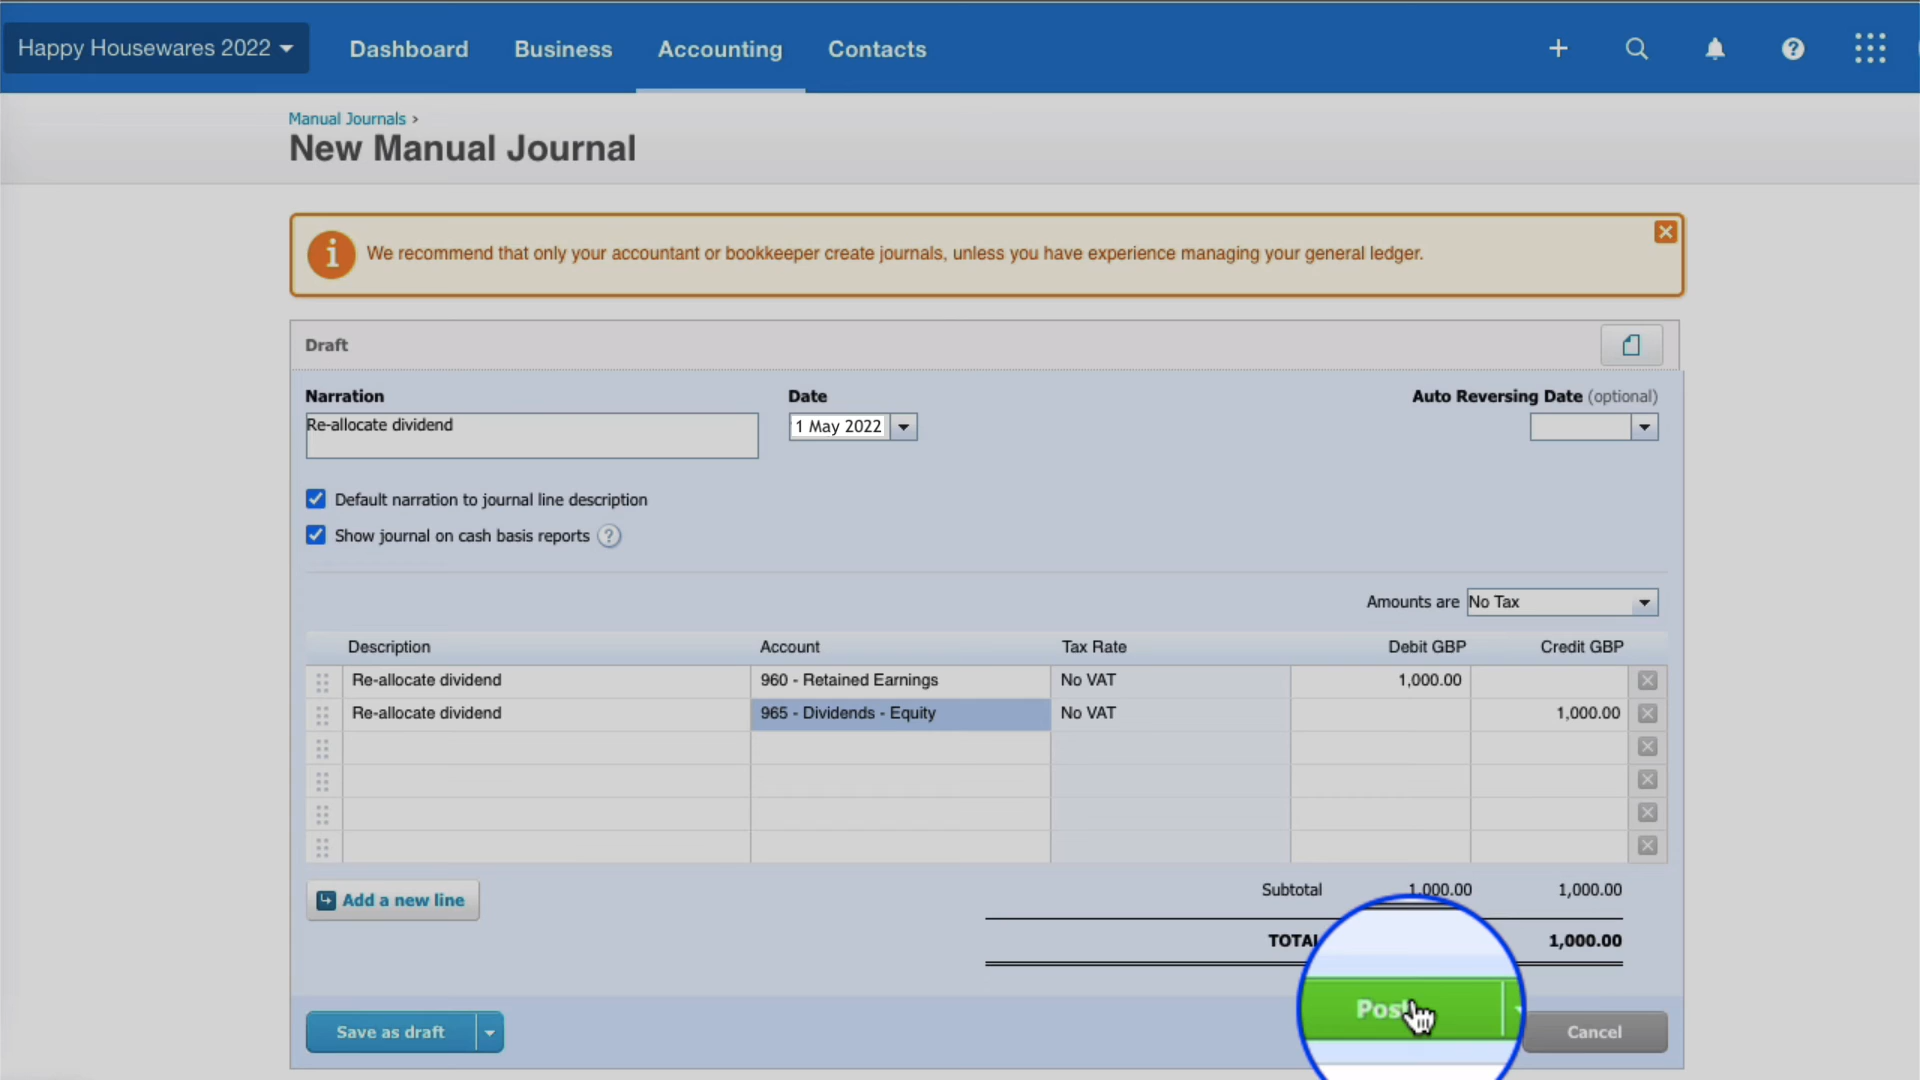 Happy Housewares 2022 Dashboard Business Accounting Contacts
Manual Journals ›
New Manual Journal
We recommend that only your accountant or bookkeeper create journals, unless you have experience managing your general ledger.
Draft
Narration Date Auto Reversing Date (optional)
Re-allocate dividend 1 May 2022
Default narration to journal line description
Show journal on cash basis reports ?
Amounts are No Tax
Description Account Tax Rate Debit GBP Credit GBP
Re-allocate dividend 960 - Retained Earnings No VAT 1,000.00
Re-allocate dividend 965 - Dividends - Equity No VAT 1,000.00
Add a new line
Subtotal 1,000.00 1,000.00
TOTAL 1,000.00
Save as draft Post Cancel